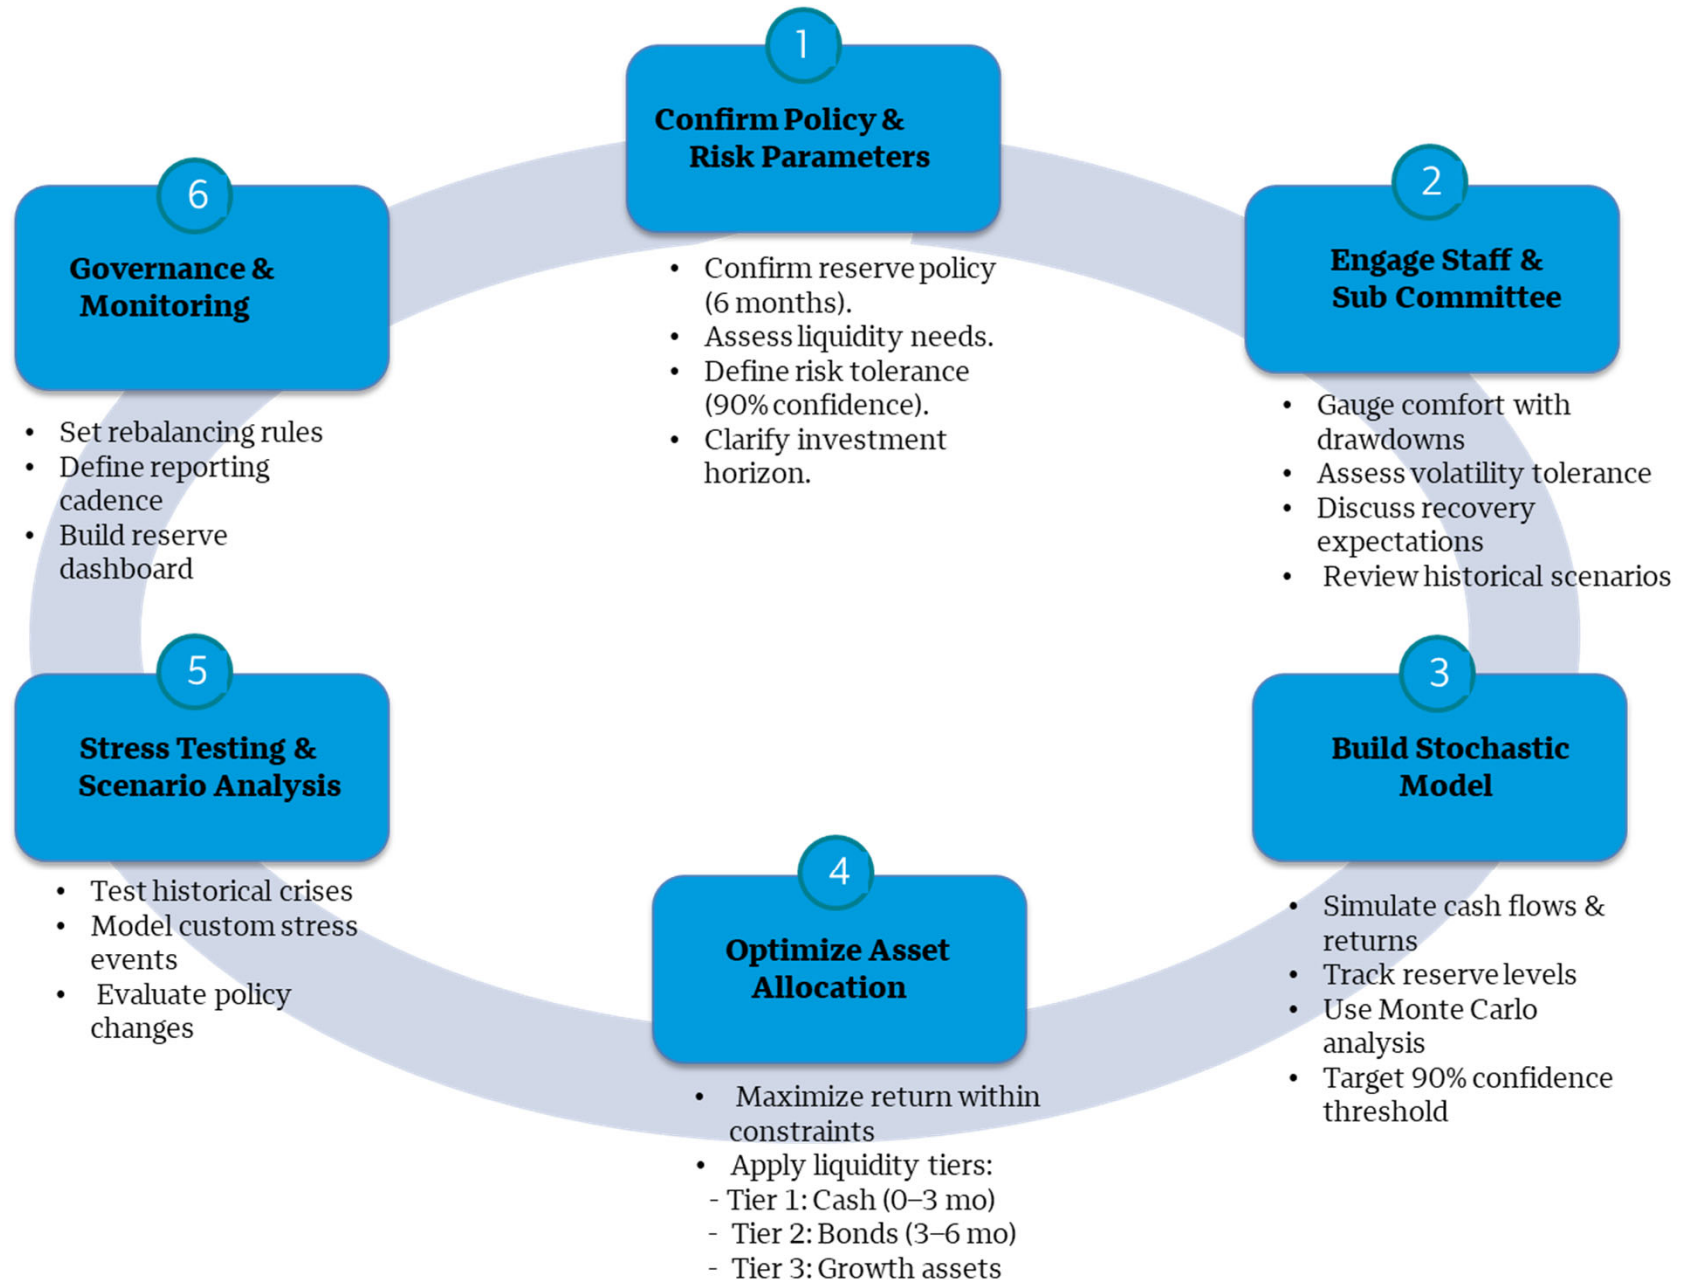 1
Confirm Policy &
Risk Parameters
• Confirm reserve policy
(6 months).
• Assess liquidity needs.
• Define risk tolerance
(90% confidence).
• Clarify investment
horizon.
2
Engage Staff &
Sub Committee
• Gauge comfort with
drawdowns
• Assess volatility tolerance
• Discuss recovery
expectations
• Review historical scenarios
3
Build Stochastic
Model
• Simulate cash flows &
returns
• Track reserve levels
• Use Monte Carlo
analysis
• Target 90% confidence
threshold
4
Optimize Asset
Allocation
• Maximize return within
constraints
• Apply liquidity tiers:
- Tier 1: Cash (0–3 mo)
- Tier 2: Bonds (3–6 mo)
- Tier 3: Growth assets
5
Stress Testing &
Scenario Analysis
• Test historical crises
• Model custom stress
events
• Evaluate policy
changes
6
Governance &
Monitoring
• Set rebalancing rules
• Define reporting
cadence
• Build reserve
dashboard